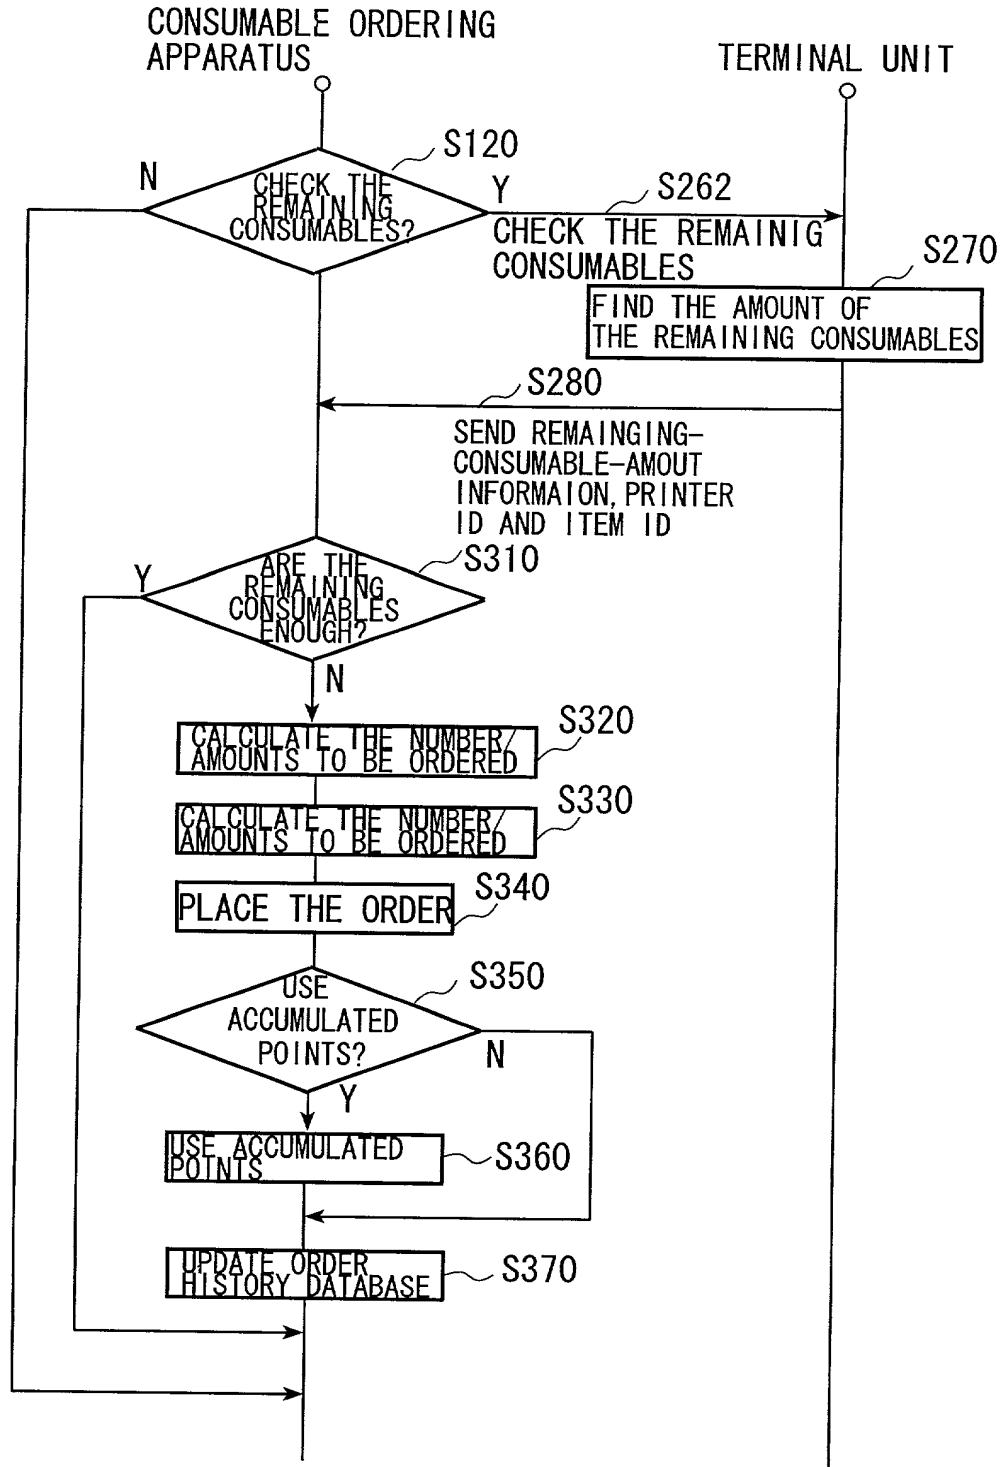 CONSUMABLE ORDERING
APPARATUS
TERMINAL UNIT
S120
N
CHECK THE
REMAINING
CONSUMABLES?
Y
S262
CHECK THE REMAINIG
CONSUMABLES
S270
FIND THE AMOUNT OF
THE REMAINING CONSUMABLES
S280
SEND REMAINGING-
CONSUMABLE-AMOUT
INFORMAION, PRINTER
ID AND ITEM ID
S310
Y
ARE THE
REMAINING
CONSUMABLES
ENOUGH?
N
S320
CALCULATE THE NUMBER/
AMOUNTS TO BE ORDERED
S330
CALCULATE THE NUMBER/
AMOUNTS TO BE ORDERED
S340
PLACE THE ORDER
S350
USE
ACCUMULATED
POINTS?
N
Y
USE ACCUMULATED
POINTS
S360
UPDATE ORDER
HISTORY DATABASE
S370